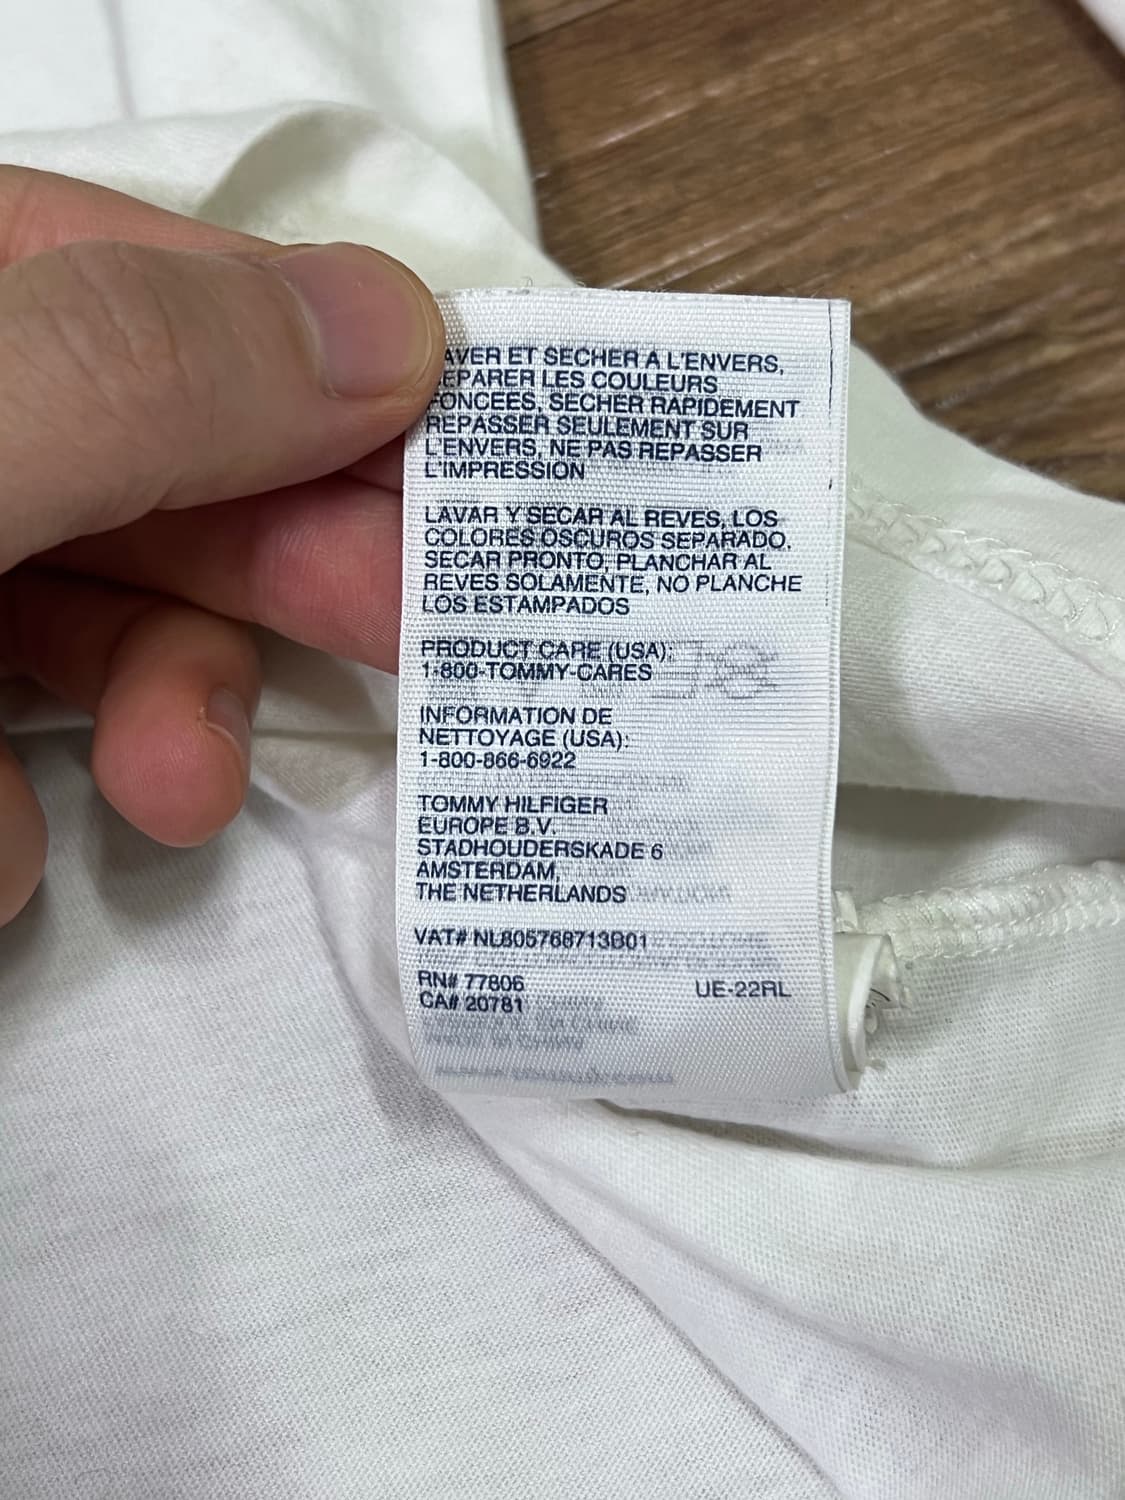 AVER ET SECHER A L'ENVERS,
EPARER LES COULEURS
FONCEES, SECHER RAPIDEMENT
REPASSER SEULEMENT SUR
L'ENVERS, NE PAS REPASSER
L'IMPRESSION
LAVAR Y SECAR AL REVES, LOS
COLORES OSCUROS SEPARADO.
SECAR PRONTO, PLANCHAR AL
REVES SOLAMENTE, NO PLANCHE
LOS ESTAMPADOS
PRODUCT CARE (USA):
1-800-TOMMY-CARES
INFORMATION DE
NETTOYAGE (USA):
1-800-866-6922
TOMMY HILFIGER
EUROPE B.V.
STADHOUDERSKADE 6
AMSTERDAM,
THE NETHERLANDS
VAT# NL805768713B01
RN# 77806 UE-22RL
CA# 20781